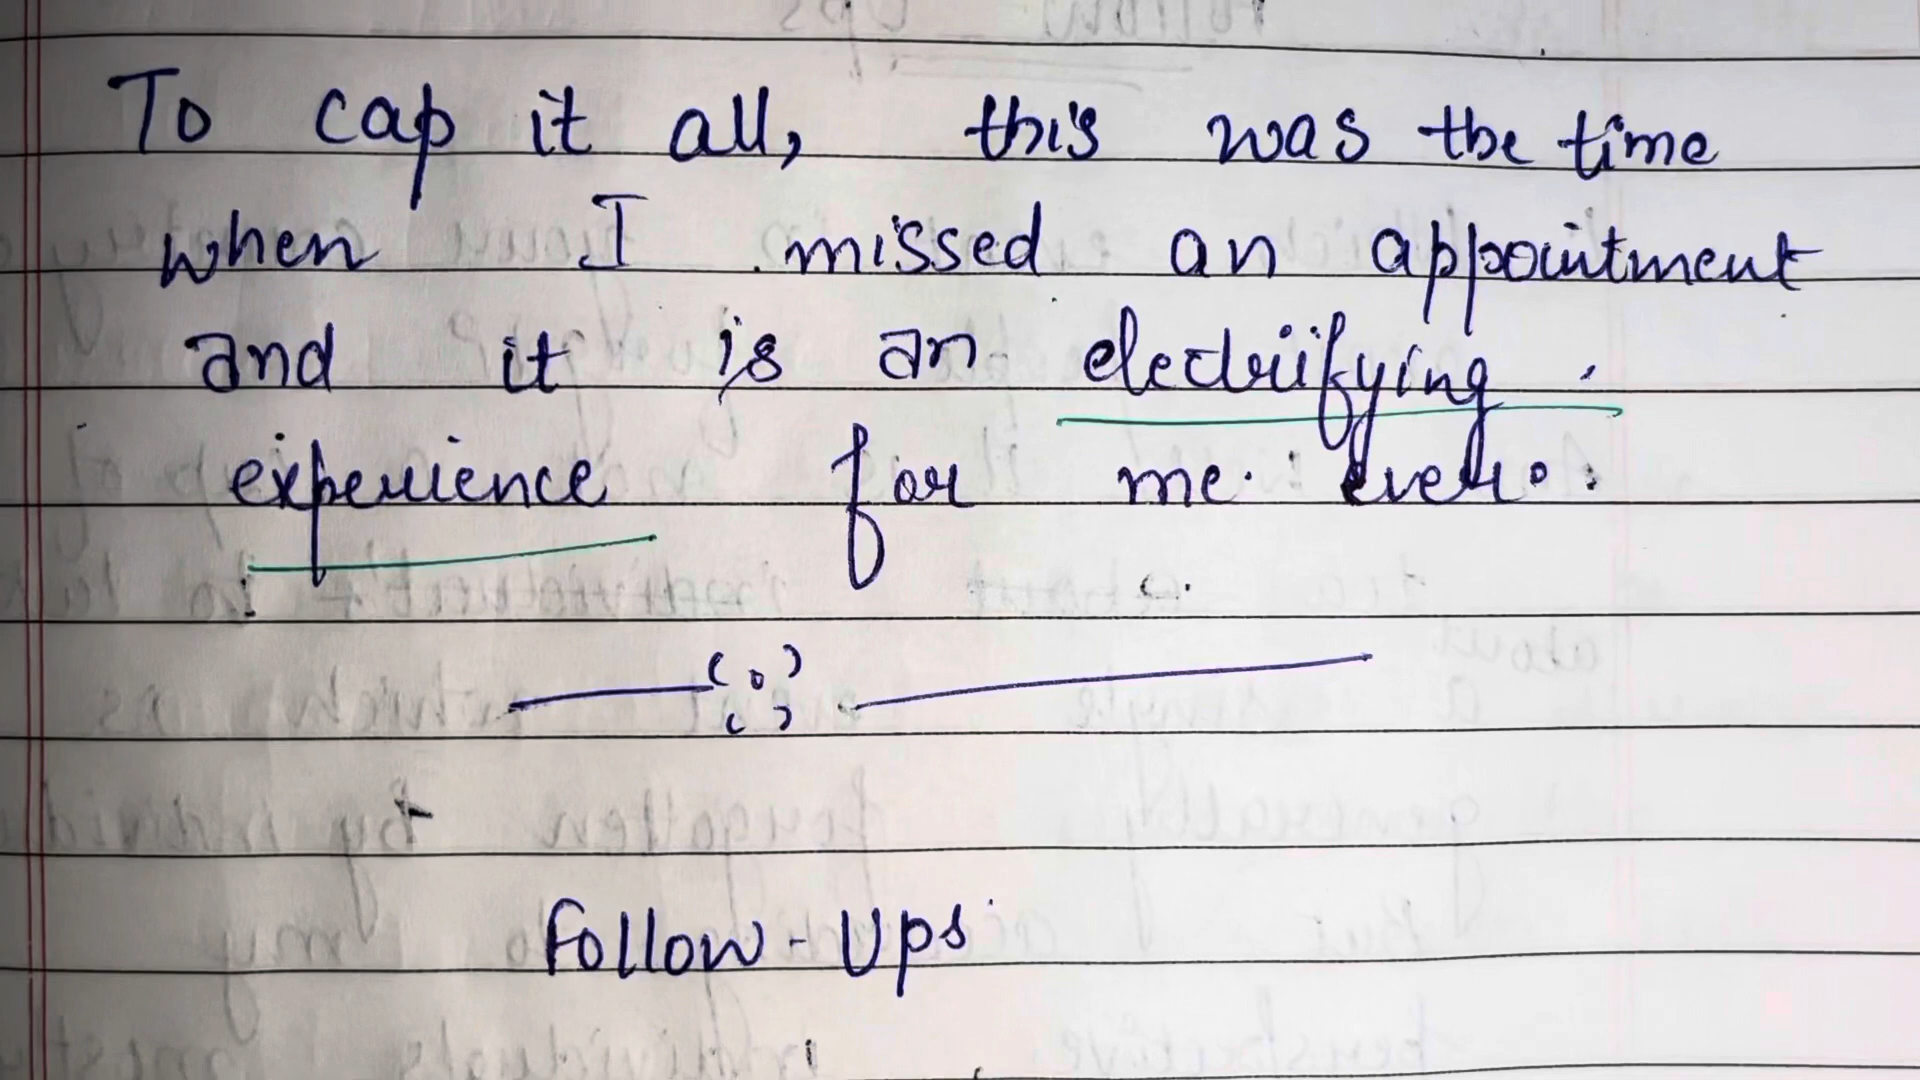 To cap it all, this was the time
when I missed an appointment
and it is an electrifying
experience for me. ever.
Follow-Ups